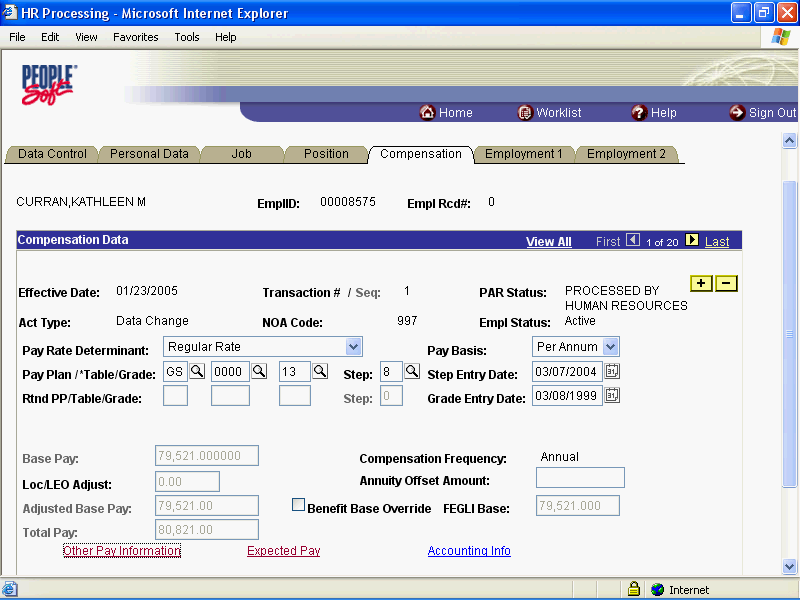 HR Processing - Microsoft Internet Explorer
File Edit View Favorites Tools Help
PEOPLE
Soft
Home Worklist Help Sign Out
Data Control Personal Data Job Position Compensation Employment 1 Employment 2
CURRAN,KATHLEEN M EmplID: 00008575 Empl Rcd#: 0
Compensation Data View All First 1 of 20 Last
Effective Date: 01/23/2005 Transaction # / Seq: 1 PAR Status: PROCESSED BY
HUMAN RESOURCES
Act Type: Data Change NOA Code: 997 Empl Status: Active
Pay Rate Determinant: Regular Rate Pay Basis: Per Annum
Pay Plan /*Table/Grade: GS 0000 13 Step: 8 Step Entry Date: 03/07/2004
Rtnd PP/Table/Grade: Step: 0 Grade Entry Date: 03/08/1999
Base Pay: 79,521.000000 Compensation Frequency: Annual
Loc/LEO Adjust: 0.00 Annuity Offset Amount:
Adjusted Base Pay: 79,521.00 Benefit Base Override FEGLI Base: 79,521.000
Total Pay: 80,821.00
Other Pay Information Expected Pay Accounting Info
Internet